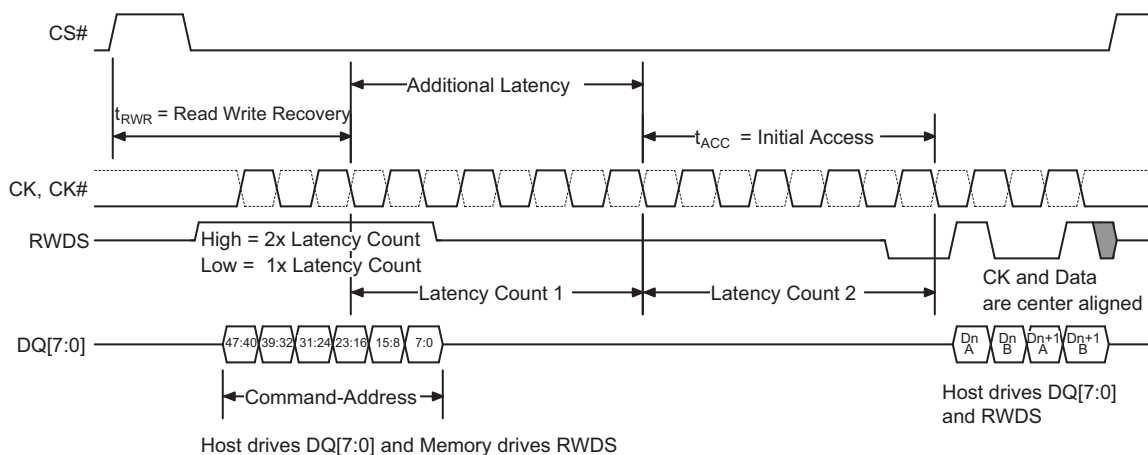 CS#
Additional Latency
tRWR = Read Write Recovery
tACC = Initial Access
CK, CK#
RWDS
High = 2x Latency Count
Low = 1x Latency Count
CK and Data
are center aligned
Latency Count 1
Latency Count 2
DQ[7:0]
47:40 39:32 31:24 23:16 15:8 7:0
Dn A
Dn B
Dn+1 A
Dn+1 B
Command-Address
Host drives DQ[7:0]
and RWDS
Host drives DQ[7:0] and Memory drives RWDS